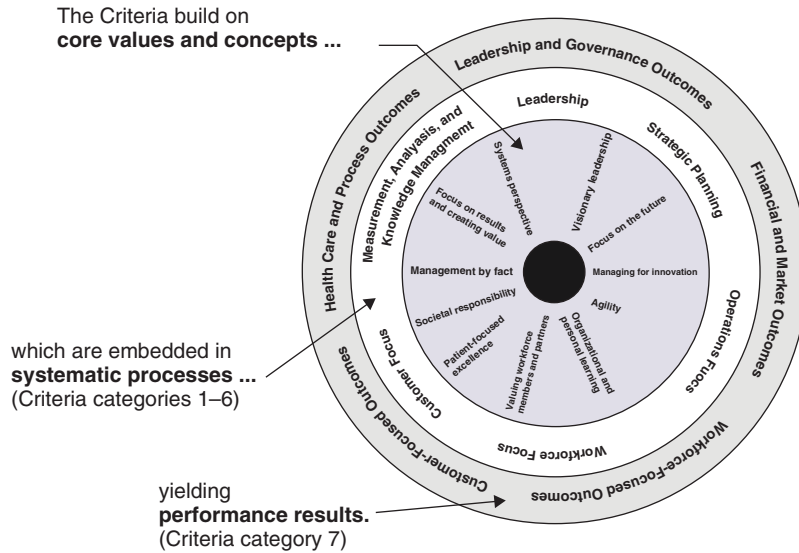 The Criteria build on
core values and concepts ...
which are embedded in
systematic processes ...
(Criteria categories 1–6)
yielding
performance results.
(Criteria category 7)
Leadership and Governance Outcomes
Financial and Market Outcomes
Workforce-Focused Outcomes
Customer-Focused Outcomes
Health Care and Process Outcomes
Leadership
Strategic Planning
Operations Fuocs
Workforce Focus
Customer Focus
Measurement, Analysis, and
Knowledge Managmemt
Systems perspective
Visionary leadership
Focus on the future
Managing for innovation
Agility
Organizational and
personal learning
Valuing workforce
members and partners
Patient-focused
excellence
Societal responsibility
Management by fact
Focus on results
and creating value